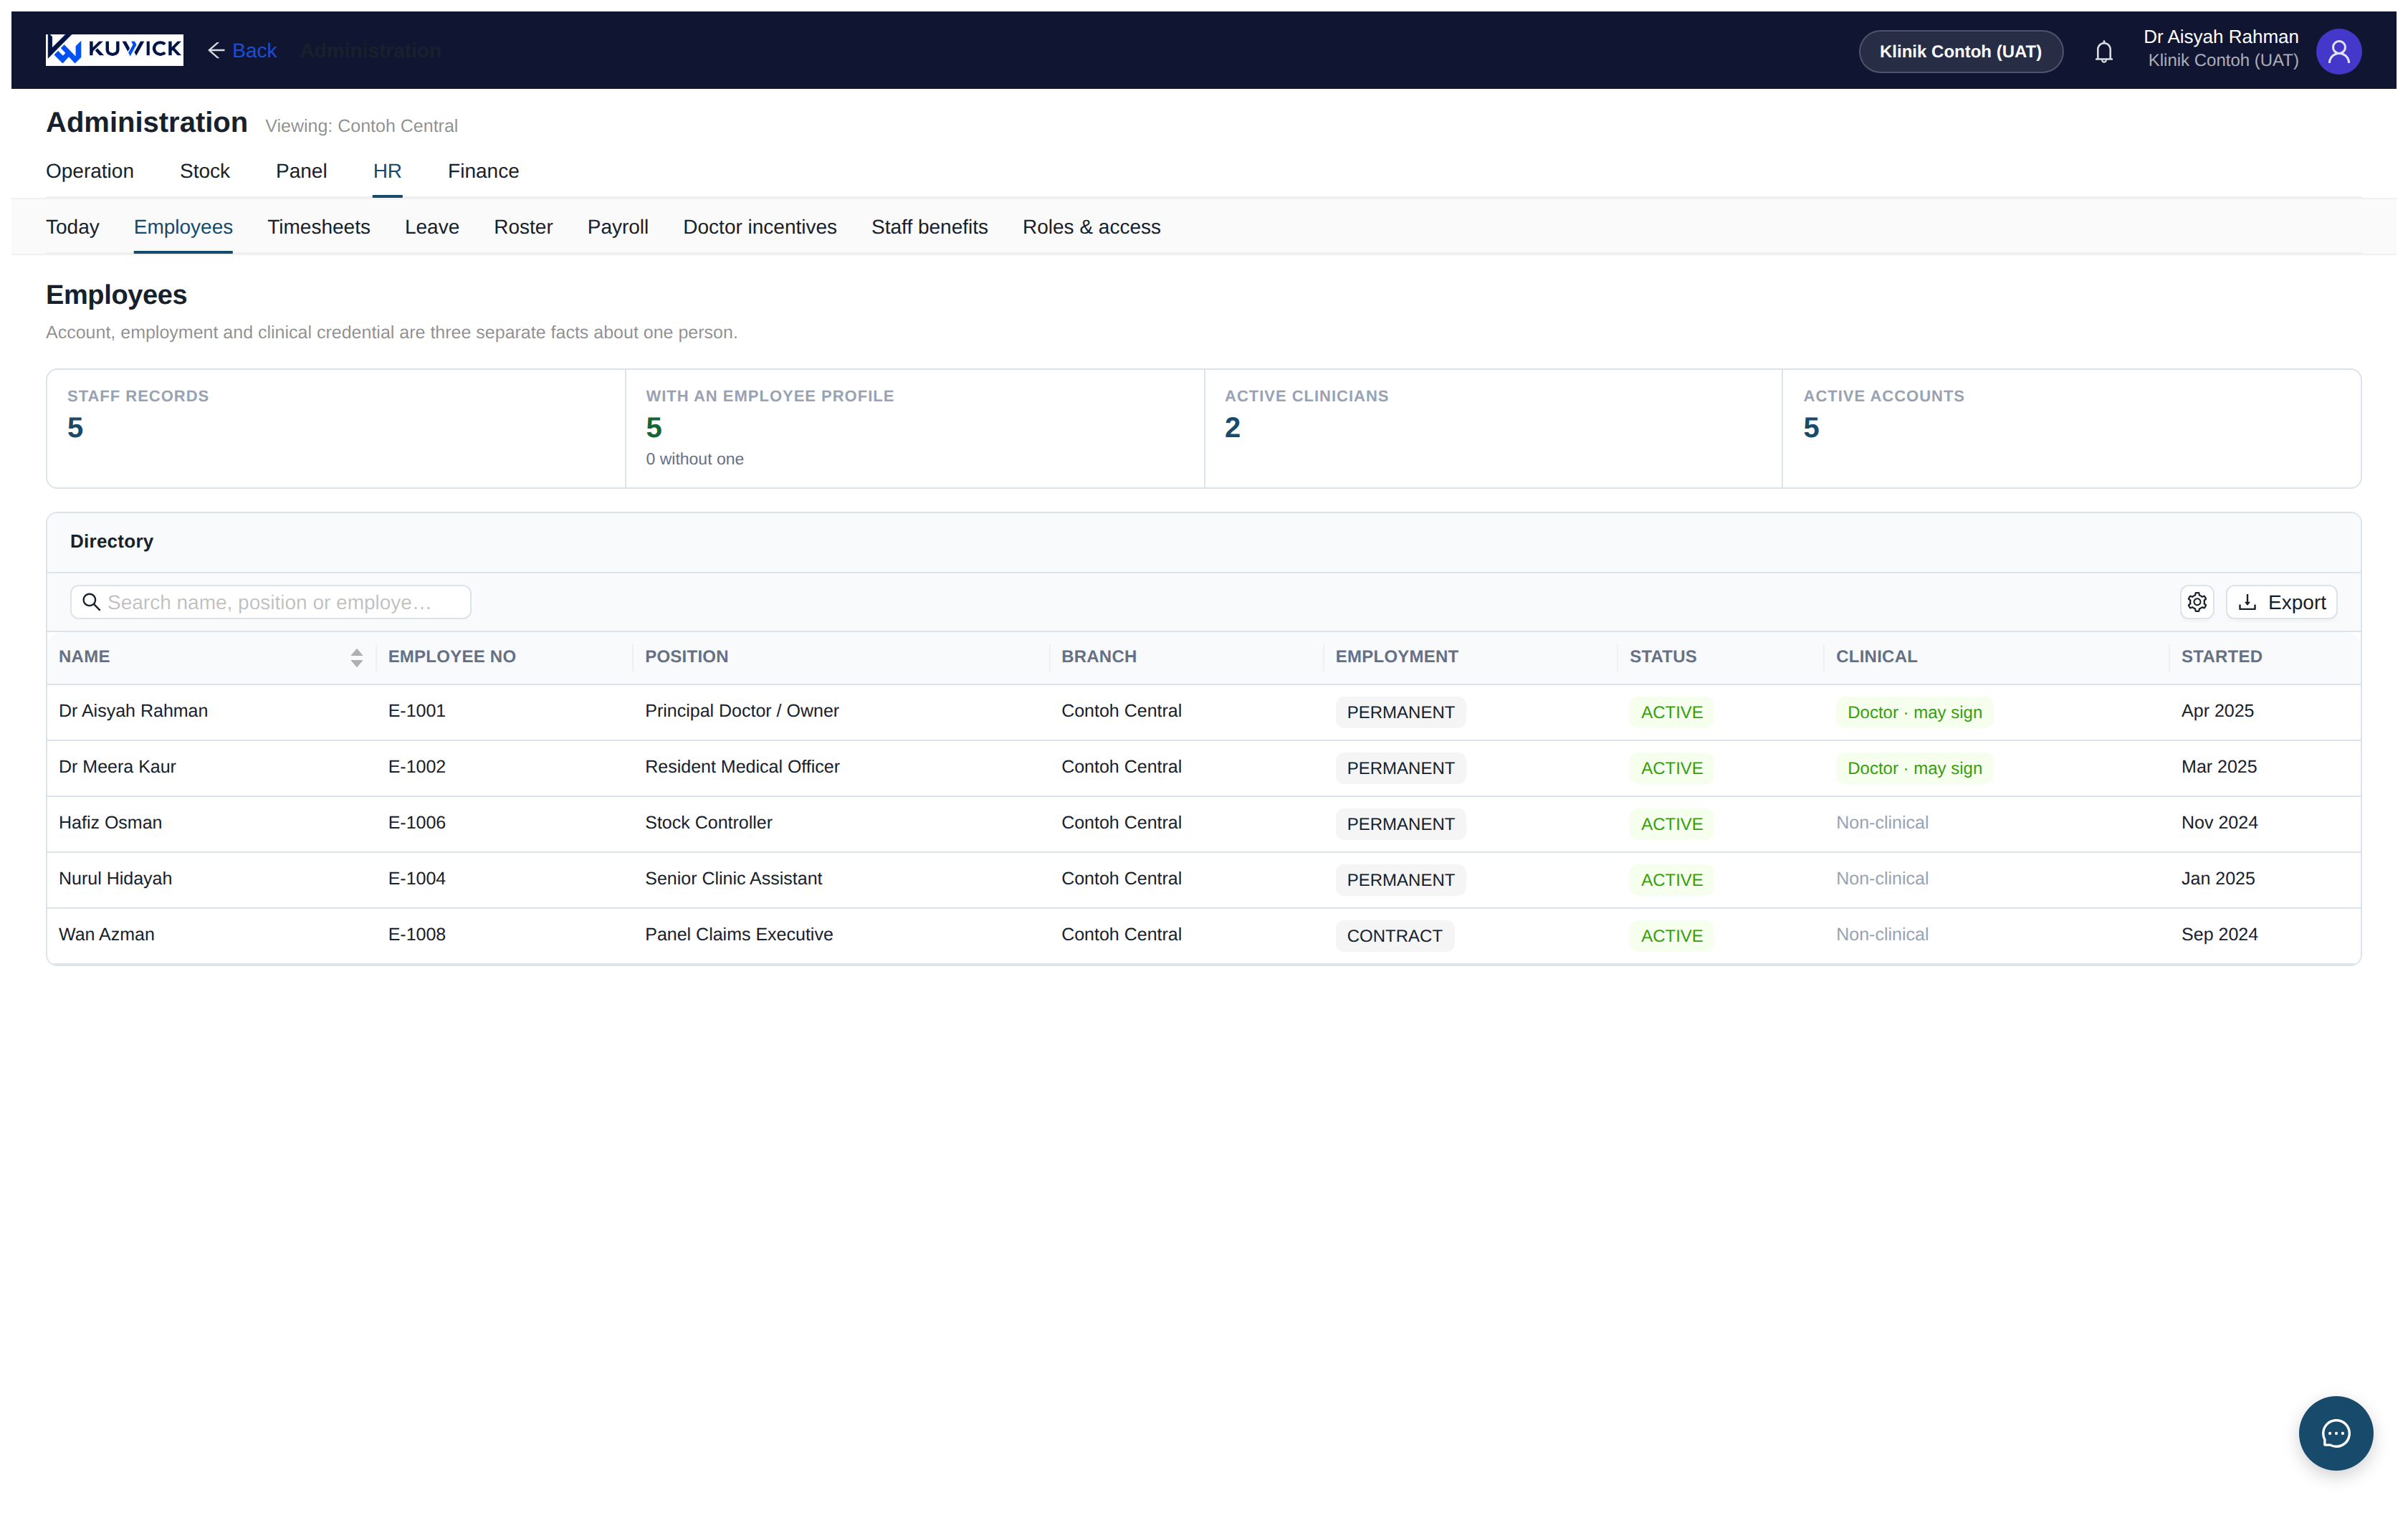 KUWICK
Back Administration
Klinik Contoh (UAT)
Dr Aisyah Rahman
Klinik Contoh (UAT)
Administration Viewing: Contoh Central
Operation Stock Panel HR Finance
Today Employees Timesheets Leave Roster Payroll Doctor incentives Staff benefits Roles & access
Employees
Account, employment and clinical credential are three separate facts about one person.
STAFF RECORDS
5
WITH AN EMPLOYEE PROFILE
5
0 without one
ACTIVE CLINICIANS
2
ACTIVE ACCOUNTS
5
Directory
Search name, position or employe… Export
NAME EMPLOYEE NO POSITION BRANCH EMPLOYMENT STATUS CLINICAL STARTED
Dr Aisyah Rahman E-1001 Principal Doctor / Owner Contoh Central PERMANENT ACTIVE Doctor · may sign Apr 2025
Dr Meera Kaur E-1002 Resident Medical Officer Contoh Central PERMANENT ACTIVE Doctor · may sign Mar 2025
Hafiz Osman E-1006 Stock Controller Contoh Central PERMANENT ACTIVE Non-clinical Nov 2024
Nurul Hidayah E-1004 Senior Clinic Assistant Contoh Central PERMANENT ACTIVE Non-clinical Jan 2025
Wan Azman E-1008 Panel Claims Executive Contoh Central CONTRACT ACTIVE Non-clinical Sep 2024